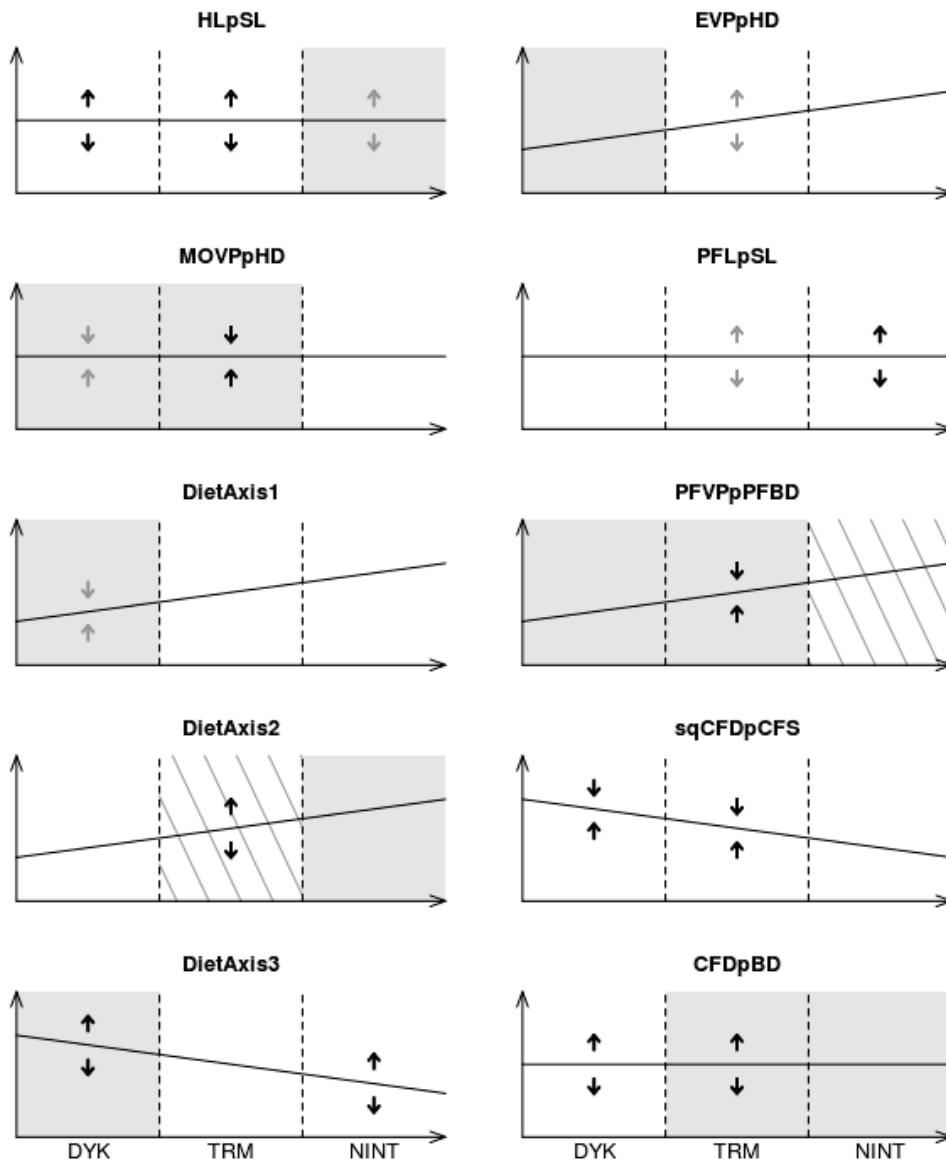 HLpSL
EVPpHD
MOVPpHD
PFLpSL
DietAxis1
PFVPpPFBD
DietAxis2
sqCFDpCFS
DietAxis3
CFDpBD
DYK TRM NINT
DYK TRM NINT